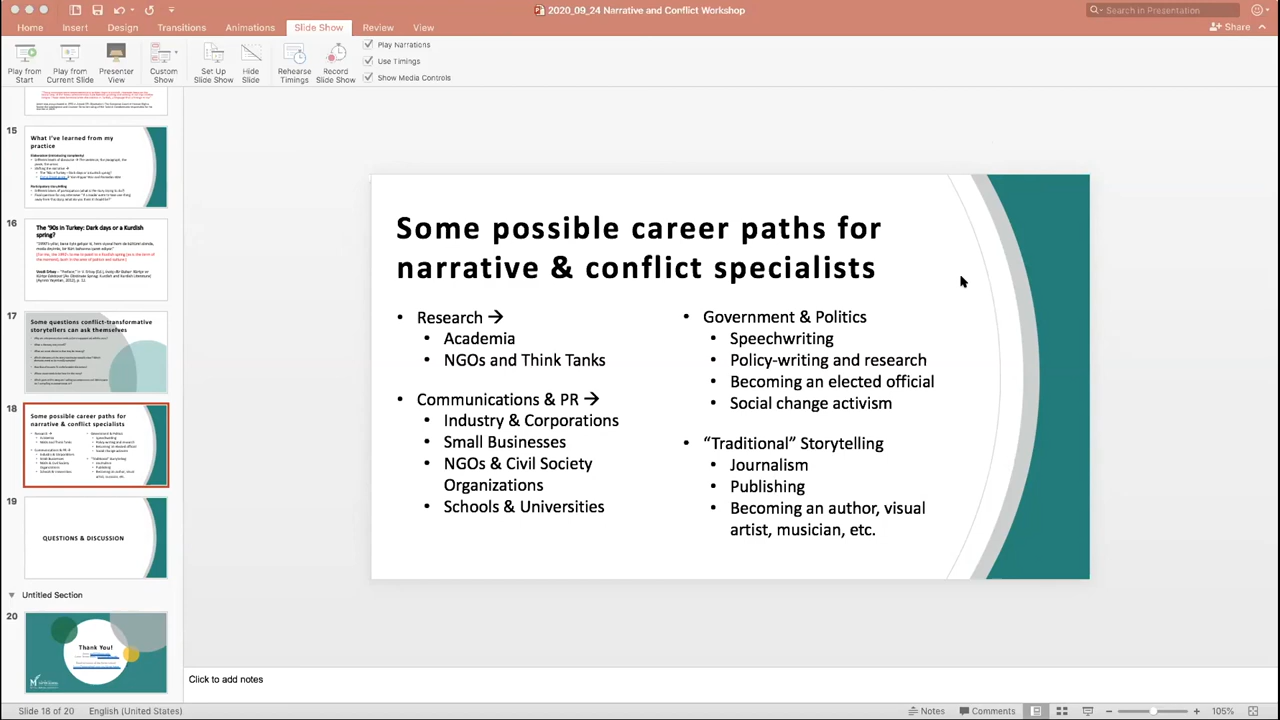 2020_09_24 Narrative and Conflict Workshop
Search in Presentation
Home Insert Design Transitions Animations Slide Show Review View
Share
Play from Start
Play from Current Slide
Presenter View
Custom Show
Set Up Slide Show
Hide Slide
Rehearse Timings
Record Slide Show
Play Narrations
Use Timings
Show Media Controls
15
What I've learned from my
practice
16
The '90s in Turkey: Dark days or a Kurdish
spring?
17
Some questions conflict-transformative
storytellers can ask themselves
18
Some possible career paths for
narrative & conflict specialists
19
QUESTIONS & DISCUSSION
Untitled Section
20
Thank You!
Some possible career paths for
narrative & conflict specialists
• Research →
• Academia
• NGOs and Think Tanks
• Communications & PR →
• Industry & Corporations
• Small Businesses
• NGOs & Civil Society
Organizations
• Schools & Universities
• Government & Politics
• Speechwriting
• Policy writing and research
• Becoming an elected official
• Social change activism
• “Traditional” Storytelling
• Journalism
• Publishing
• Becoming an author, visual
artist, musician, etc.
Click to add notes
Slide 18 of 20 English (United States)
Notes Comments 105%